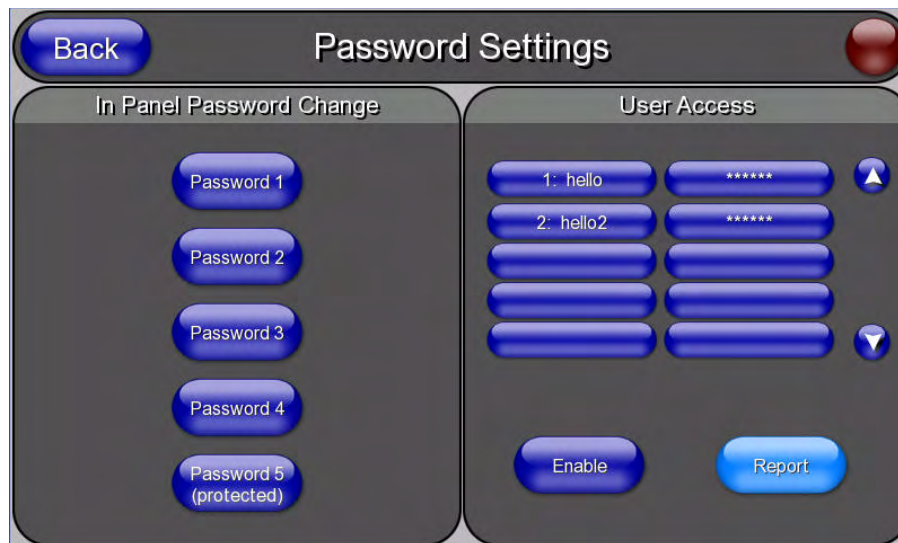 Back
Password Settings
In Panel Password Change
Password 1
Password 2
Password 3
Password 4
Password 5
(protected)
User Access
1: hello
******
2: hello2
******
Enable
Report